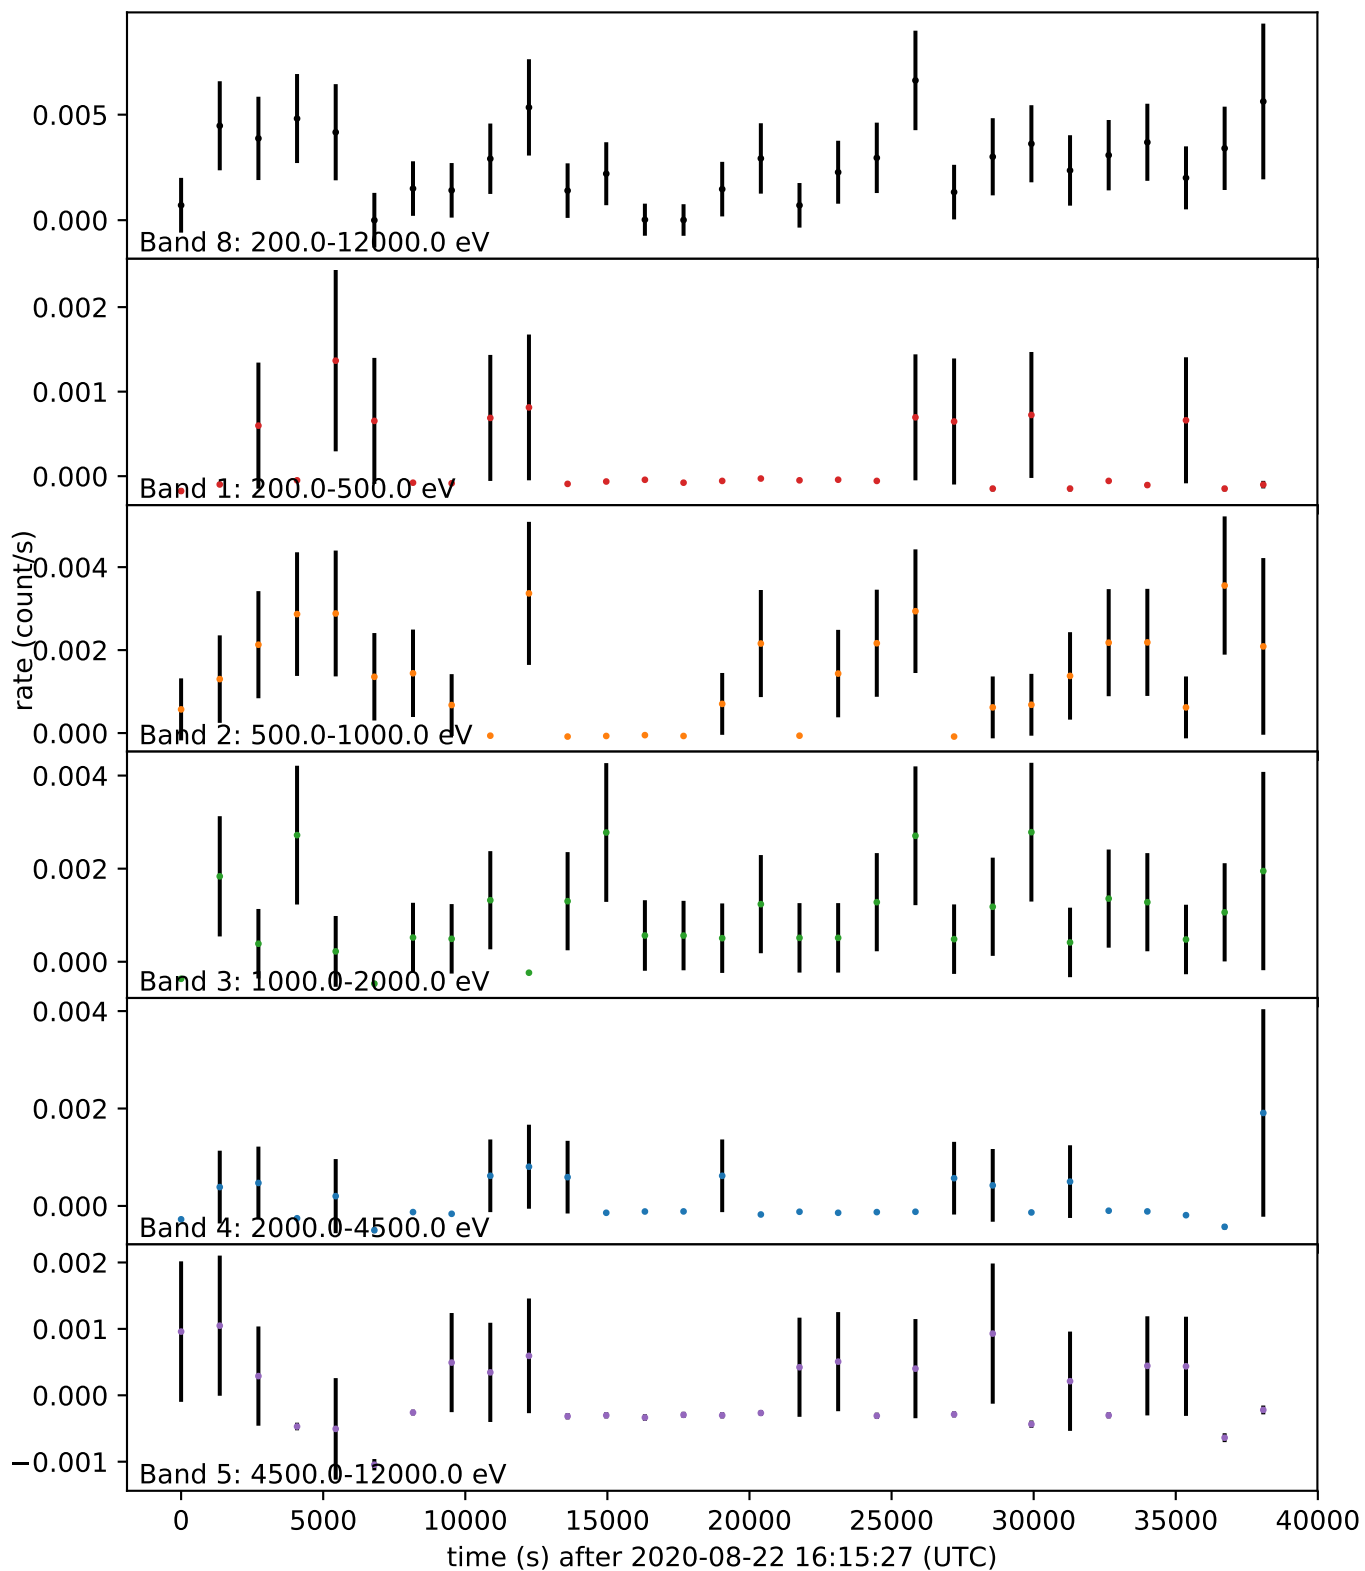 0.005
0.000
Band 8: 200.0-12000.0 eV
0.002
0.001
0.000
Band 1: 200.0-500.0 eV
rate (count/s)
0.004
0.002
0.000
Band 2: 500.0-1000.0 eV
0.004
0.002
0.000
Band 3: 1000.0-2000.0 eV
0.004
0.002
0.000
Band 4: 2000.0-4500.0 eV
0.002
0.001
0.000
−0.001
Band 5: 4500.0-12000.0 eV
0 5000 10000 15000 20000 25000 30000 35000 40000
time (s) after 2020-08-22 16:15:27 (UTC)